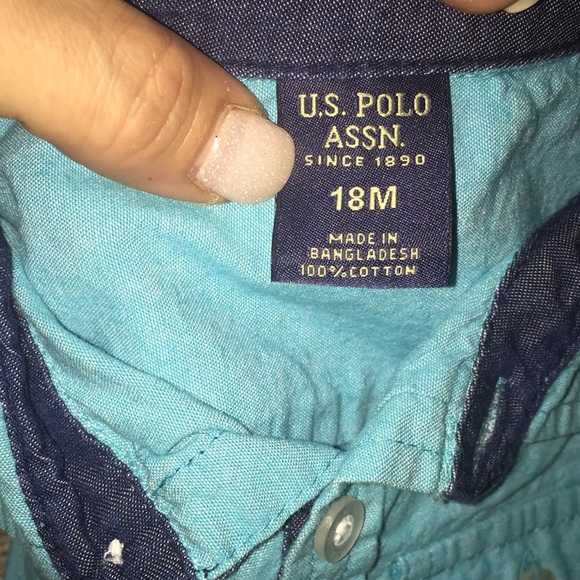 U.S. POLO
ASSN.
SINCE 1890
18M
MADE IN
BANGLADESH
100% COTTON